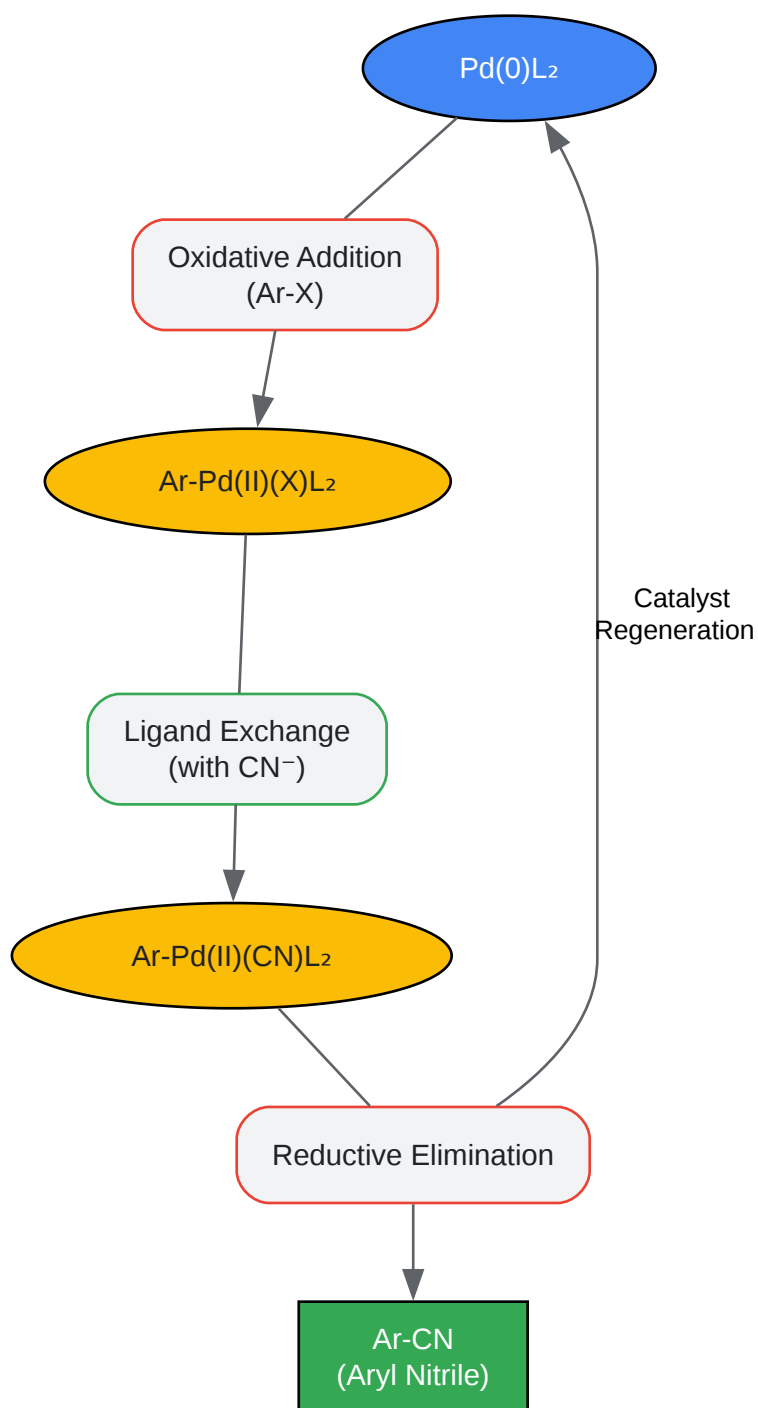 Pd(0)L₂
Oxidative Addition
(Ar-X)
Ar-Pd(II)(X)L₂
Catalyst
Regeneration
Ligand Exchange
(with CN⁻)
Ar-Pd(II)(CN)L₂
Reductive Elimination
Ar-CN
(Aryl Nitrile)